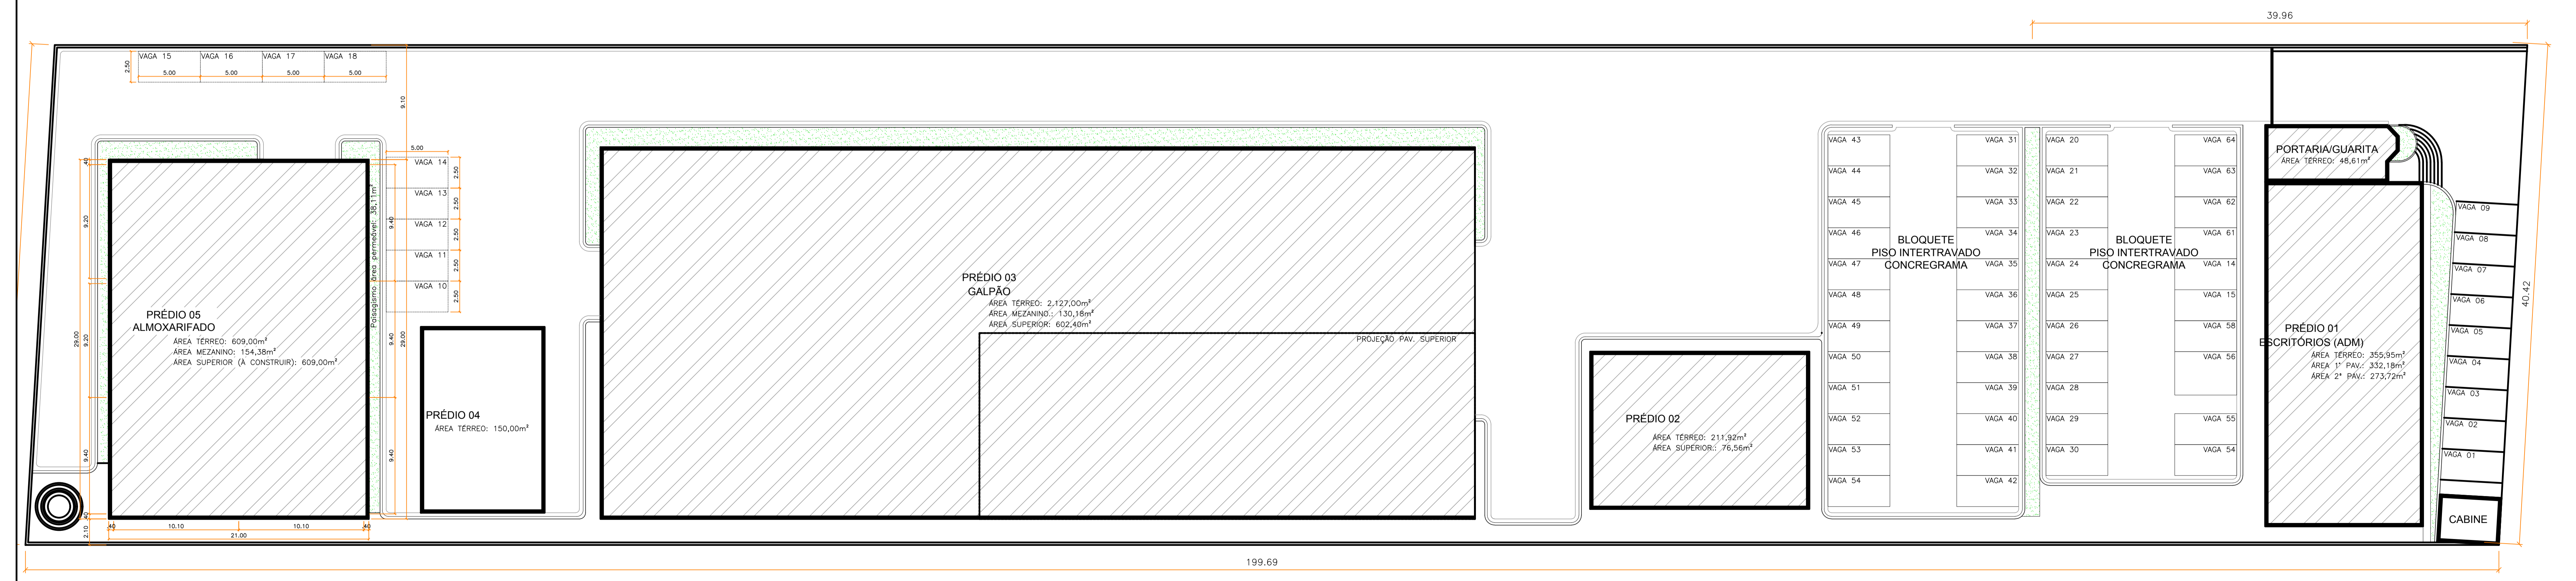 39.96
VAGA 15
VAGA 16
VAGA 17
VAGA 18
2.50
5.00
5.00
5.00
5.00
9.10
5.00
VAGA 14
VAGA 13
VAGA 12
VAGA 11
VAGA 10
2.50
2.50
2.50
2.50
2.50
Paisagismo área permeável: 38,11m²
9.40
9.40
9.40
29.00
.40
9.20
9.20
9.40
.40
29.00
2.10
PRÉDIO 05
ALMOXARIFADO
ÁREA TÉRREO: 609,00m²
ÁREA MEZANINO: 154,38m²
ÁREA SUPERIOR (À CONSTRUIR): 609,00m²
.40
10.10
10.10
.40
21.00
PRÉDIO 04
ÁREA TÉRREO: 150,00m²
PRÉDIO 03
GALPÃO
ÁREA TÉRREO: 2,127,00m²
ÁREA MEZANINO.: 130,18m²
ÁREA SUPERIOR: 602,40m²
PROJEÇÃO PAV. SUPERIOR
PRÉDIO 02
ÁREA TÉRREO: 211,92m²
ÁREA SUPERIOR.: 76,56m²
VAGA 43
VAGA 44
VAGA 45
VAGA 46
VAGA 47
VAGA 48
VAGA 49
VAGA 50
VAGA 51
VAGA 52
VAGA 53
VAGA 54
BLOQUETE
PISO INTERTRAVADO
CONCREGRAMA
VAGA 31
VAGA 32
VAGA 33
VAGA 34
VAGA 35
VAGA 36
VAGA 37
VAGA 38
VAGA 39
VAGA 40
VAGA 41
VAGA 42
VAGA 20
VAGA 21
VAGA 22
VAGA 23
VAGA 24
VAGA 25
VAGA 26
VAGA 27
VAGA 28
VAGA 29
VAGA 30
BLOQUETE
PISO INTERTRAVADO
CONCREGRAMA
VAGA 64
VAGA 63
VAGA 62
VAGA 61
VAGA 14
VAGA 15
VAGA 58
VAGA 56
VAGA 55
VAGA 54
PORTARIA/GUARITA
ÁREA TÉRREO: 48,61m²
PRÉDIO 01
ESCRITÓRIOS (ADM)
ÁREA TÉRREO: 355,95m²
ÁREA 1° PAV.: 332,18m²
ÁREA 2° PAV.: 273,72m²
VAGA 09
VAGA 08
VAGA 07
VAGA 06
VAGA 05
VAGA 04
VAGA 03
VAGA 02
VAGA 01
CABINE
40.42
199.69